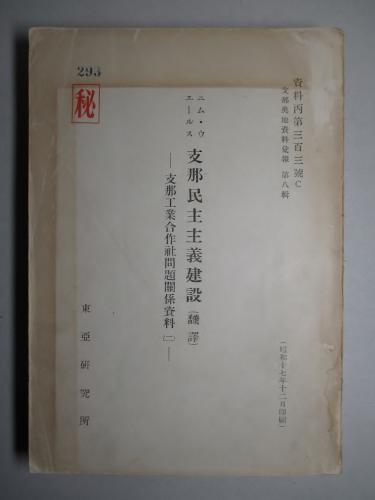 資料丙第三百三號C
支那奥地資料彙報 第八輯
(昭和十七年十二月印刷)
ニム・ウ
エールス
支那民主主義建設(飜譯)
——支那工業合作社問題關係資料(二)——
東亞研究所
293
秘